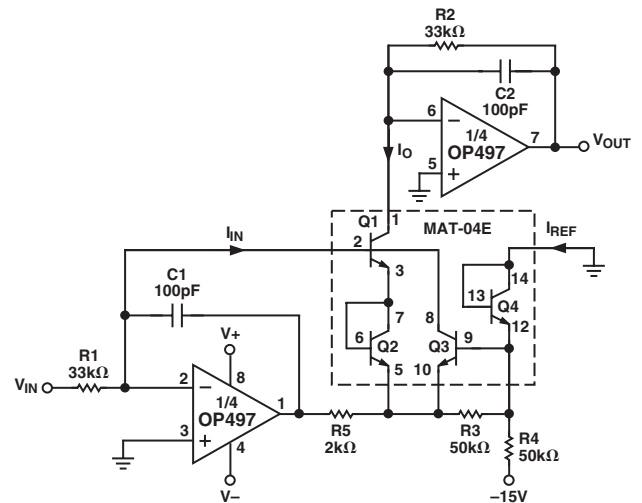 R2
33kΩ
C2
100pF
6
1/4
OP497
7
VOUT
5
IO
Q1
1
MAT-04E
IIN
2
IREF
3
14
C1
100pF
13
Q4
7
8
12
V+
6
Q2
Q3
9
R1
33kΩ
5
10
VIN
2
8
1/4
OP497
1
3
4
V–
R5
2kΩ
R3
50kΩ
R4
50kΩ
–15V